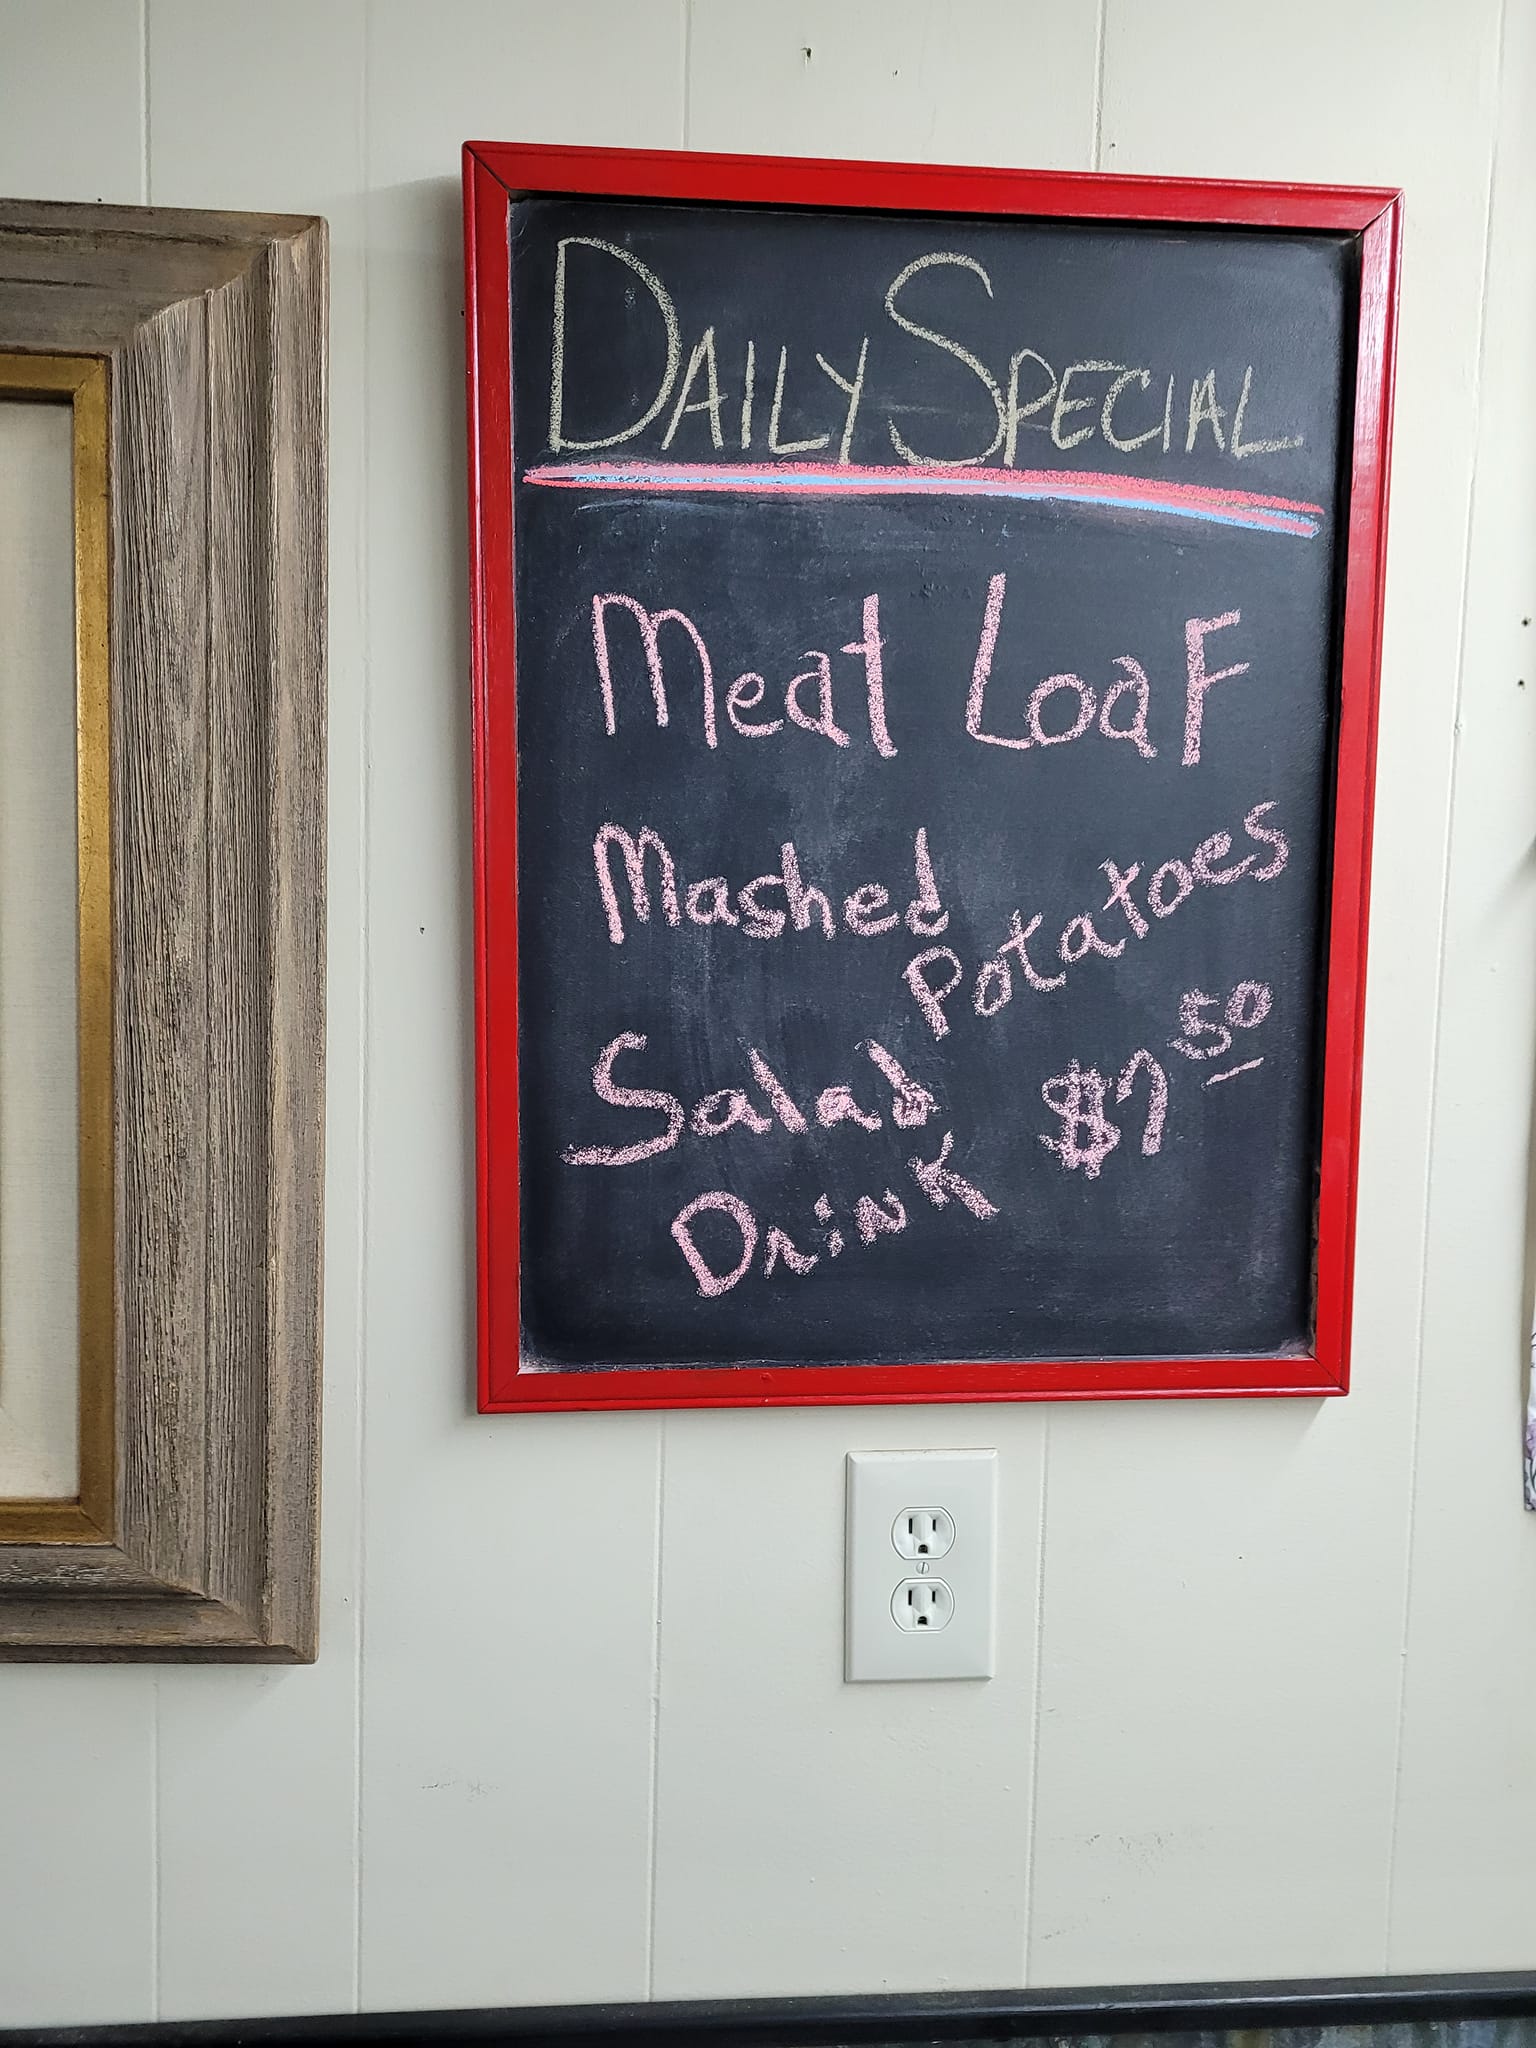 DAILY SPECIAL
Meat Loaf
Mashed Potatoes
Salad $7 50
Drink